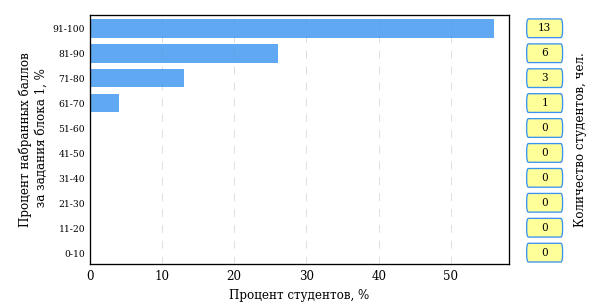 91-100 13
81-90 6
71-80 3
61-70 1
51-60 0
41-50 0
31-40 0
21-30 0
11-20 0
0-10 0
0 10 20 30 40 50
Процент студентов, %
Процент набранных баллов
за задания блока 1, %
Количество студентов, чел.